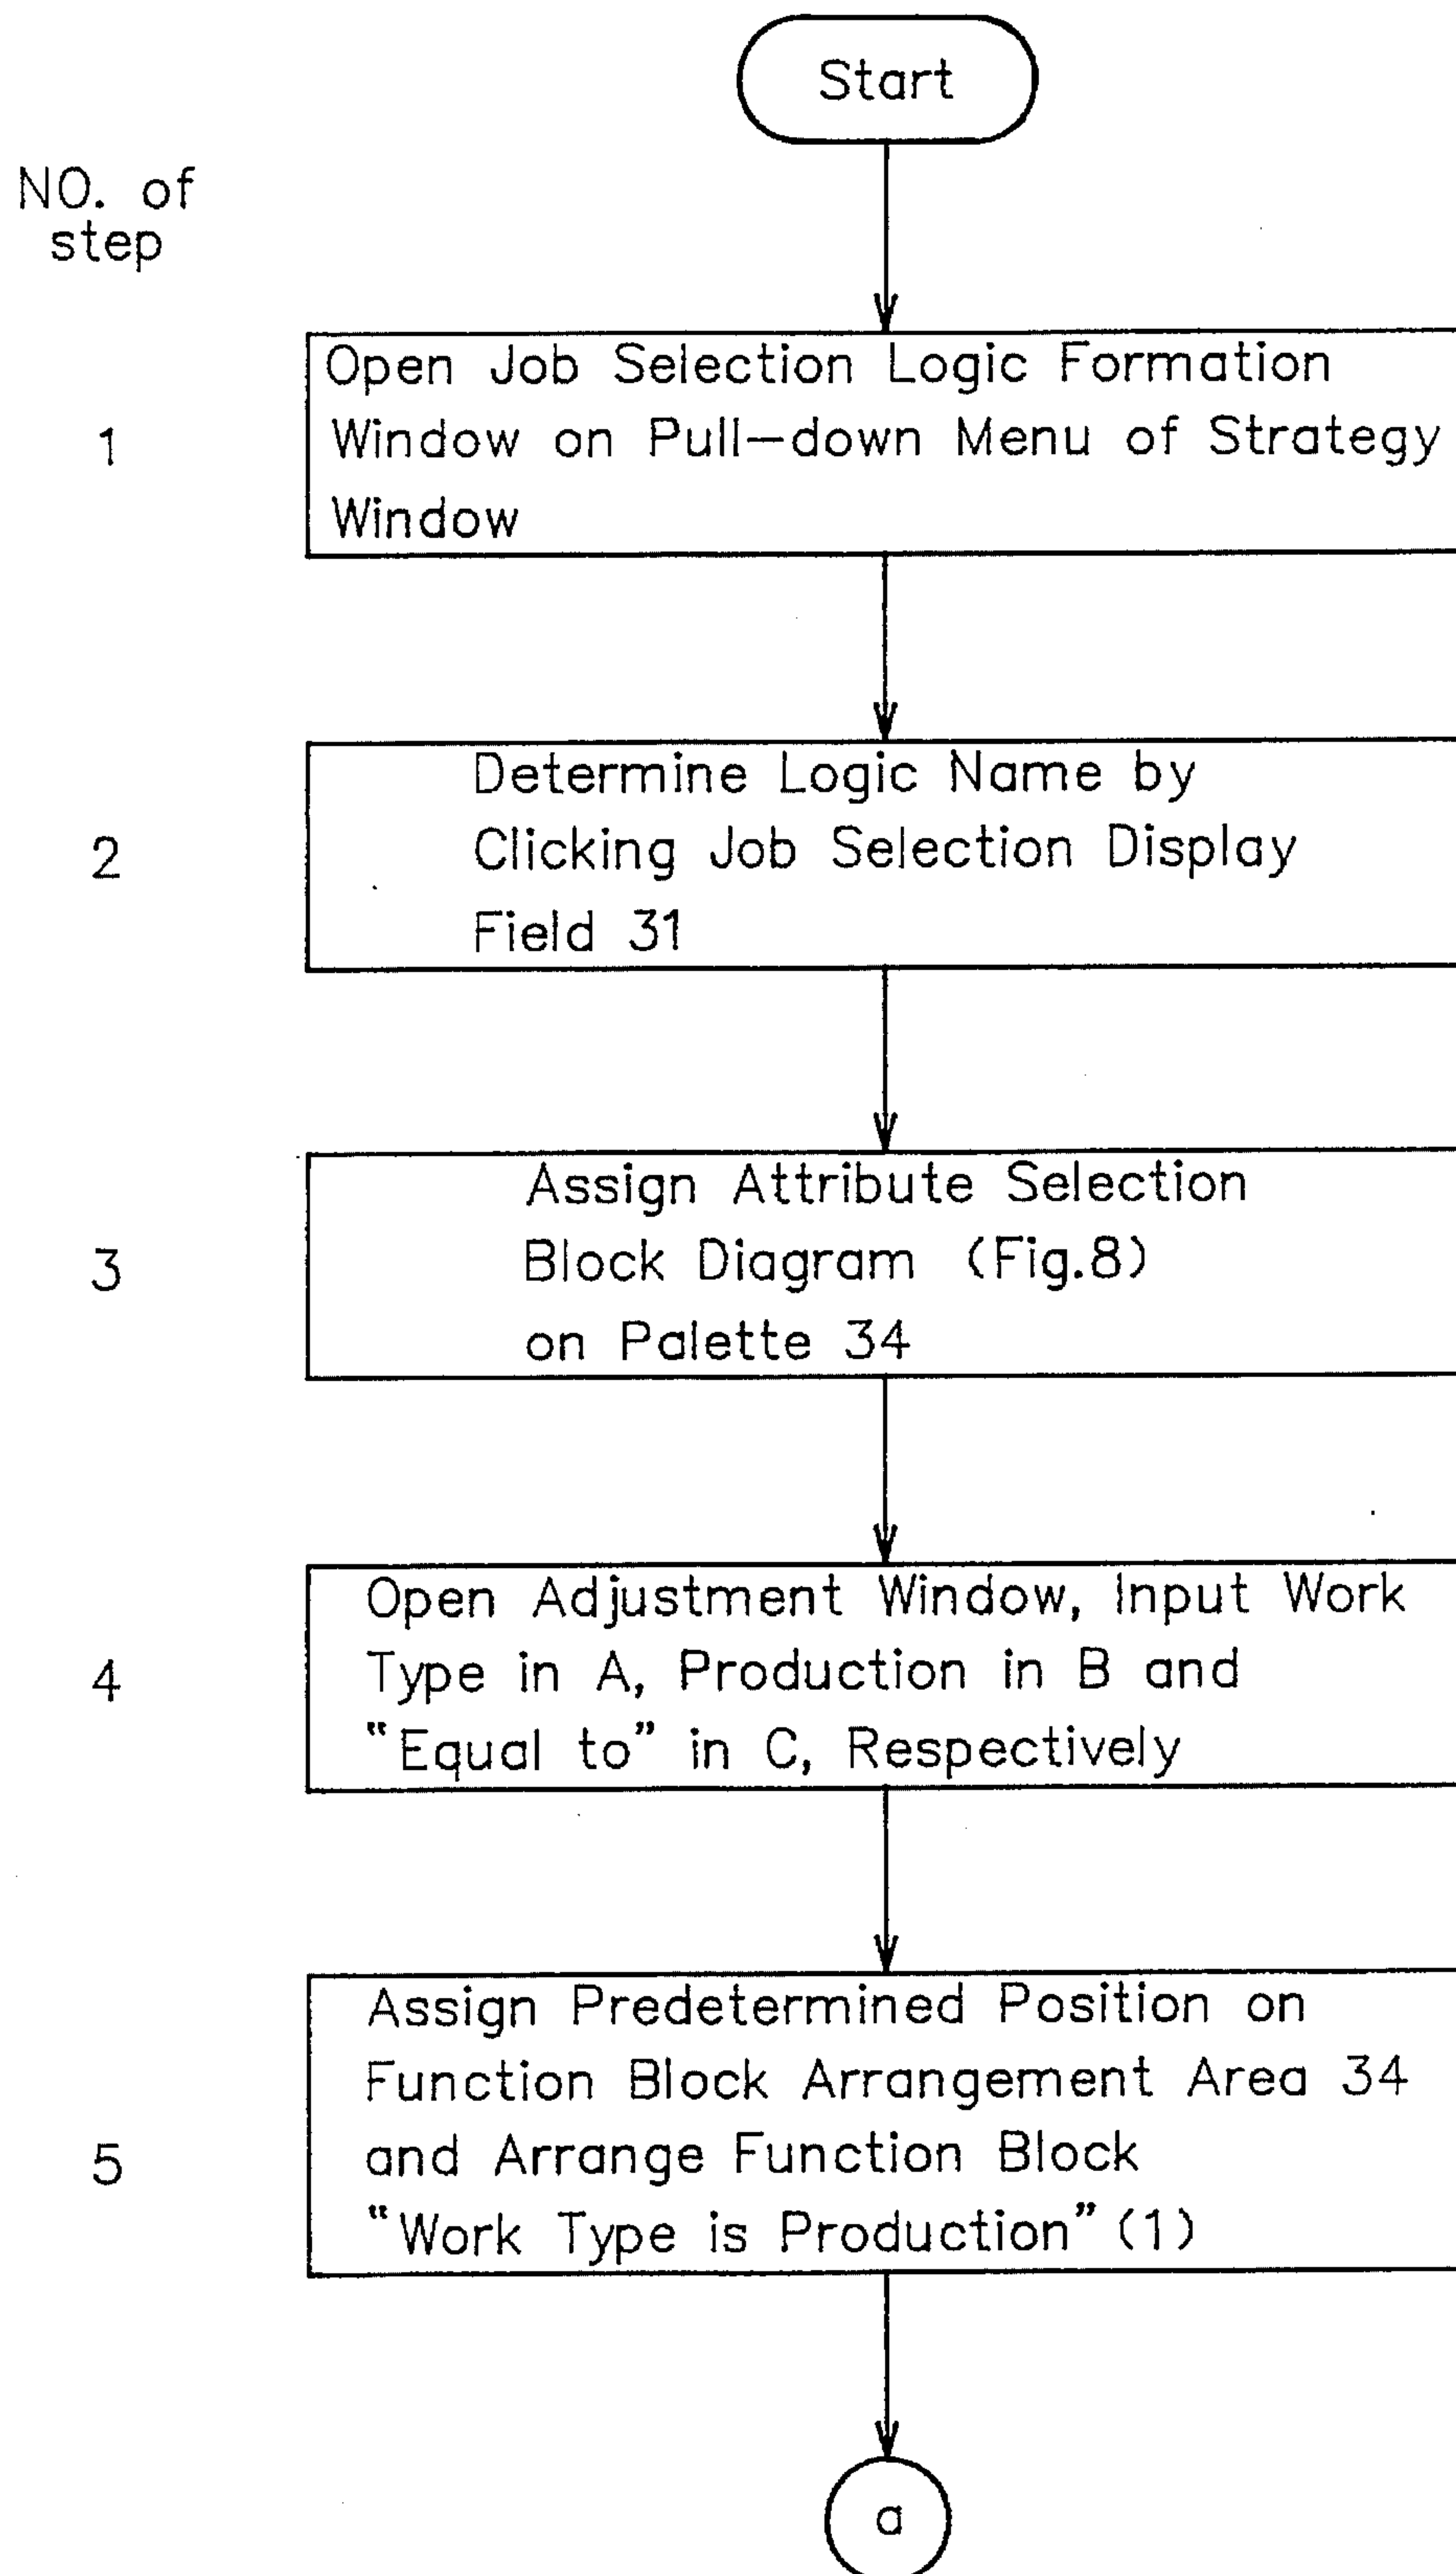 Start
NO. of
step
1
Open Job Selection Logic Formation
Window on Pull-down Menu of Strategy
Window
2
Determine Logic Name by
Clicking Job Selection Display
Field 31
3
Assign Attribute Selection
Block Diagram (Fig.8)
on Palette 34
4
Open Adjustment Window, Input Work
Type in A, Production in B and
“Equal to” in C, Respectively
5
Assign Predetermined Position on
Function Block Arrangement Area 34
and Arrange Function Block
“Work Type is Production” (1)
a